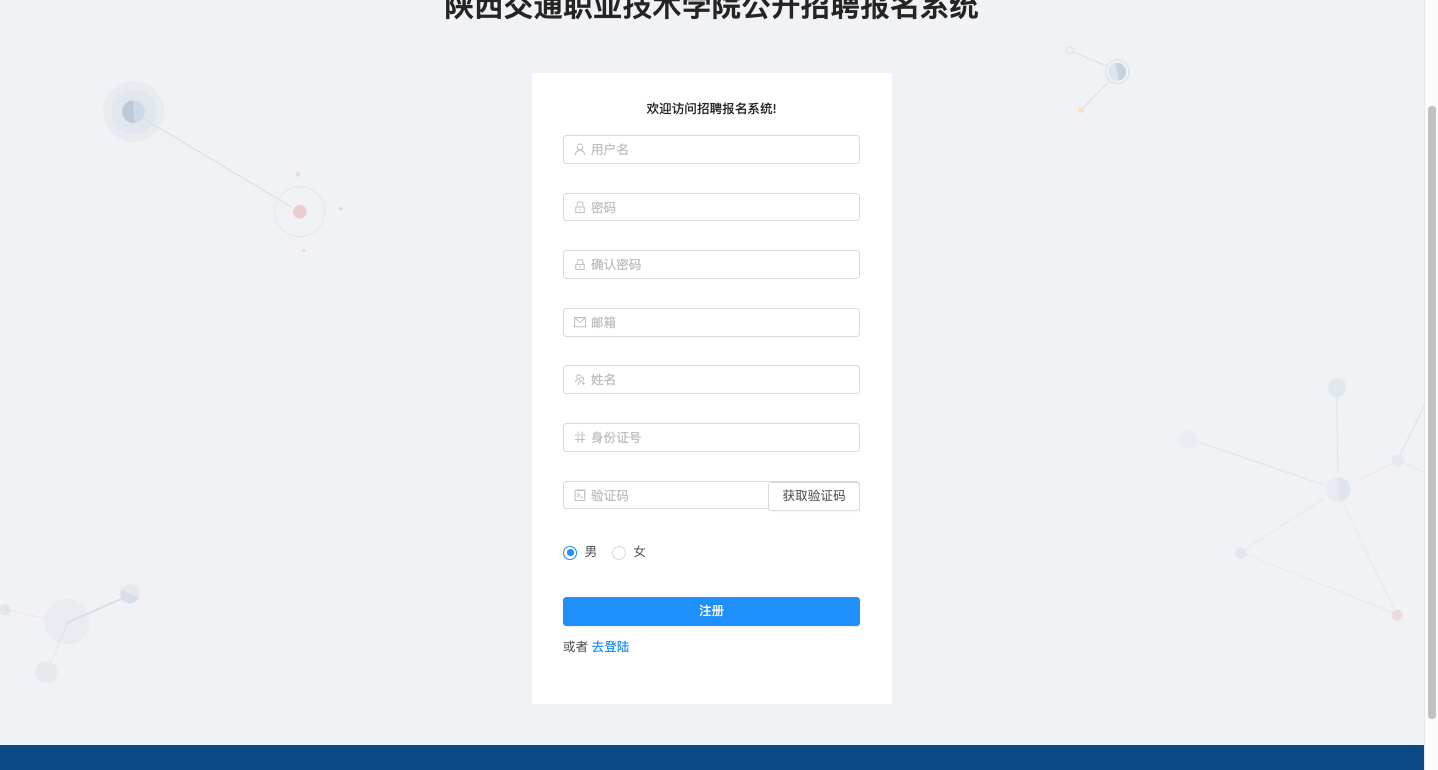 陕西交通职业技术学院公开招聘报名系统
欢迎访问招聘报名系统!
用户名
密码
确认密码
邮箱
姓名
身份证号
验证码 获取验证码
男 女
注册
或者 去登陆